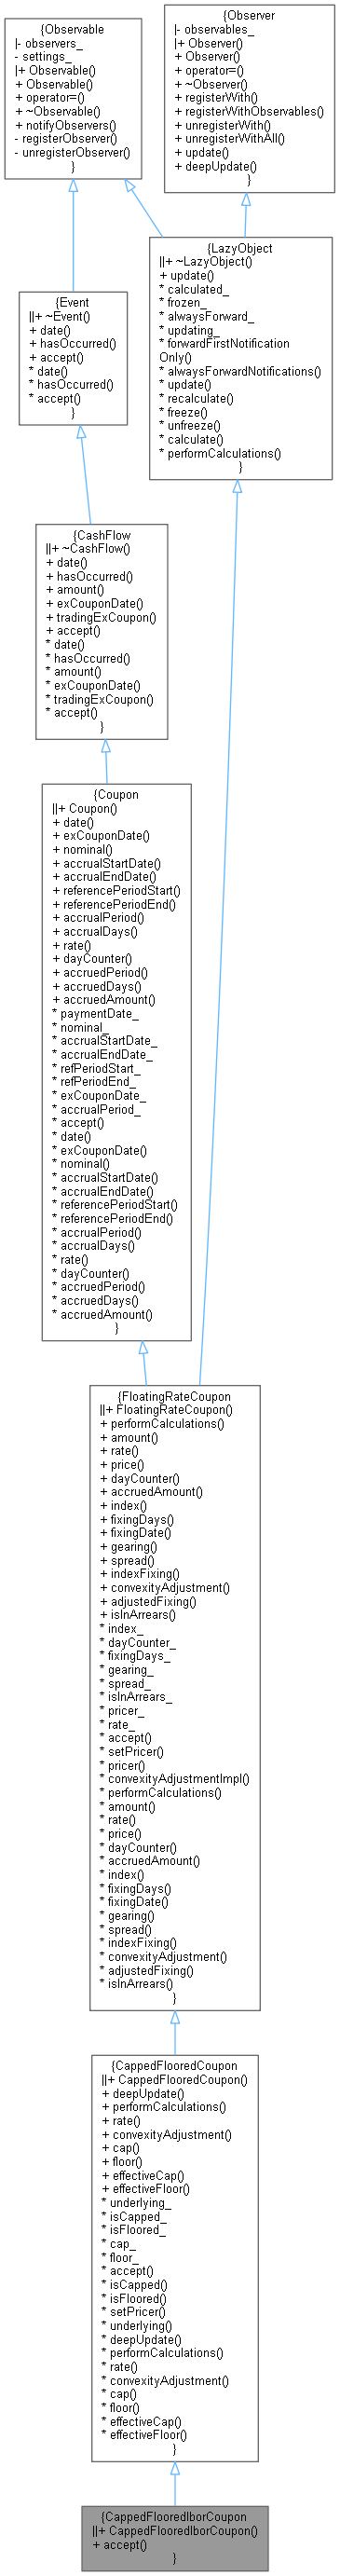 {Observable
|- observers_
- settings_
|+ Observable()
+ Observable()
+ operator=()
+ ~Observable()
+ notifyObservers()
- registerObserver()
- unregisterObserver()
}
{Observer
|- observables_
|+ Observer()
+ Observer()
+ operator=()
+ ~Observer()
+ registerWith()
+ registerWithObservables()
+ unregisterWith()
+ unregisterWithAll()
+ update()
+ deepUpdate()
}
{LazyObject
||+ ~LazyObject()
+ update()
* calculated_
* frozen_
* alwaysForward_
* updating_
* forwardFirstNotification
Only()
* alwaysForwardNotifications()
* update()
* recalculate()
* freeze()
* unfreeze()
* calculate()
* performCalculations()
}
{Event
||+ ~Event()
+ date()
+ hasOccurred()
+ accept()
* date()
* hasOccurred()
* accept()
}
{CashFlow
||+ ~CashFlow()
+ date()
+ hasOccurred()
+ amount()
+ exCouponDate()
+ tradingExCoupon()
+ accept()
* date()
* hasOccurred()
* amount()
* exCouponDate()
* tradingExCoupon()
* accept()
}
{Coupon
||+ Coupon()
+ date()
+ exCouponDate()
+ nominal()
+ accrualStartDate()
+ accrualEndDate()
+ referencePeriodStart()
+ referencePeriodEnd()
+ accrualPeriod()
+ accrualDays()
+ rate()
+ dayCounter()
+ accruedPeriod()
+ accruedDays()
+ accruedAmount()
* paymentDate_
* nominal_
* accrualStartDate_
* accrualEndDate_
* refPeriodStart_
* refPeriodEnd_
* exCouponDate_
* accrualPeriod_
* accept()
* date()
* exCouponDate()
* nominal()
* accrualStartDate()
* accrualEndDate()
* referencePeriodStart()
* referencePeriodEnd()
* accrualPeriod()
* accrualDays()
* rate()
* dayCounter()
* accruedPeriod()
* accruedDays()
* accruedAmount()
}
{FloatingRateCoupon
||+ FloatingRateCoupon()
+ performCalculations()
+ amount()
+ rate()
+ price()
+ dayCounter()
+ accruedAmount()
+ index()
+ fixingDays()
+ fixingDate()
+ gearing()
+ spread()
+ indexFixing()
+ convexityAdjustment()
+ adjustedFixing()
+ isInArrears()
* index_
* dayCounter_
* fixingDays_
* gearing_
* spread_
* isInArrears_
* pricer_
* rate_
* accept()
* setPricer()
* pricer()
* convexityAdjustmentImpl()
* performCalculations()
* amount()
* rate()
* price()
* dayCounter()
* accruedAmount()
* index()
* fixingDays()
* fixingDate()
* gearing()
* spread()
* indexFixing()
* convexityAdjustment()
* adjustedFixing()
* isInArrears()
}
{CappedFlooredCoupon
||+ CappedFlooredCoupon()
+ deepUpdate()
+ performCalculations()
+ rate()
+ convexityAdjustment()
+ cap()
+ floor()
+ effectiveCap()
+ effectiveFloor()
* underlying_
* isCapped_
* isFloored_
* cap_
* floor_
* accept()
* isCapped()
* isFloored()
* setPricer()
* underlying()
* deepUpdate()
* performCalculations()
* rate()
* convexityAdjustment()
* cap()
* floor()
* effectiveCap()
* effectiveFloor()
}
{CappedFlooredIborCoupon
||+ CappedFlooredIborCoupon()
+ accept()
}